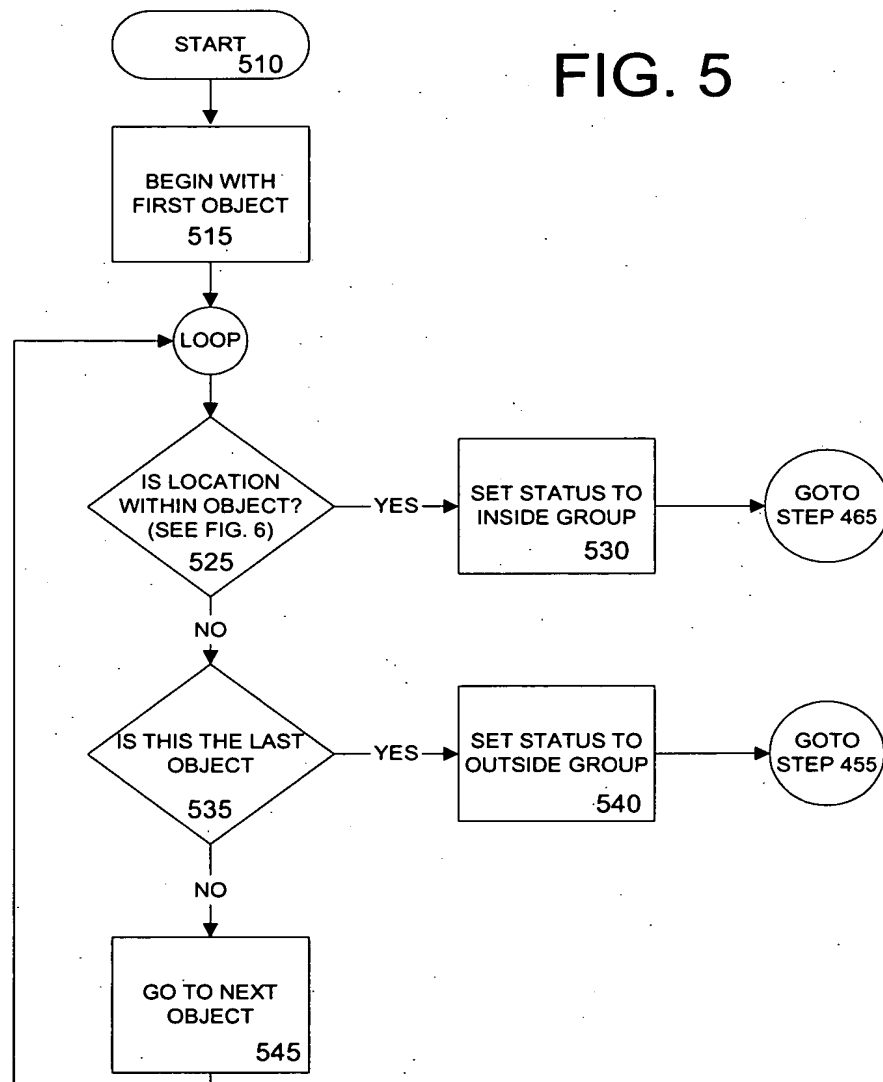 START
510
FIG. 5
BEGIN WITH
FIRST OBJECT
515
LOOP
IS LOCATION
WITHIN OBJECT?
(SEE FIG. 6)
525
YES
SET STATUS TO
INSIDE GROUP
530
GOTO
STEP 465
NO
IS THIS THE LAST
OBJECT
535
YES
SET STATUS TO
OUTSIDE GROUP
540
GOTO
STEP 455
NO
GO TO NEXT
OBJECT
545